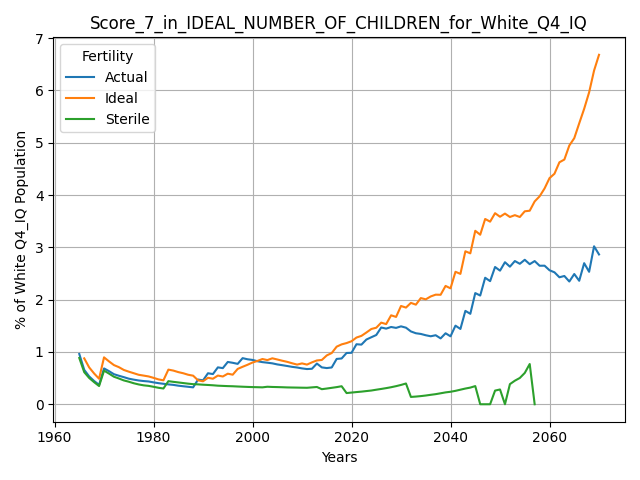 Score_7_in_IDEAL_NUMBER_OF_CHILDREN_for_White_Q4_IQ
Fertility
Actual
Ideal
Sterile
% of White Q4_IQ Population
7
6
5
4
3
2
1
0
1960
1980
2000
2020
2040
2060
Years